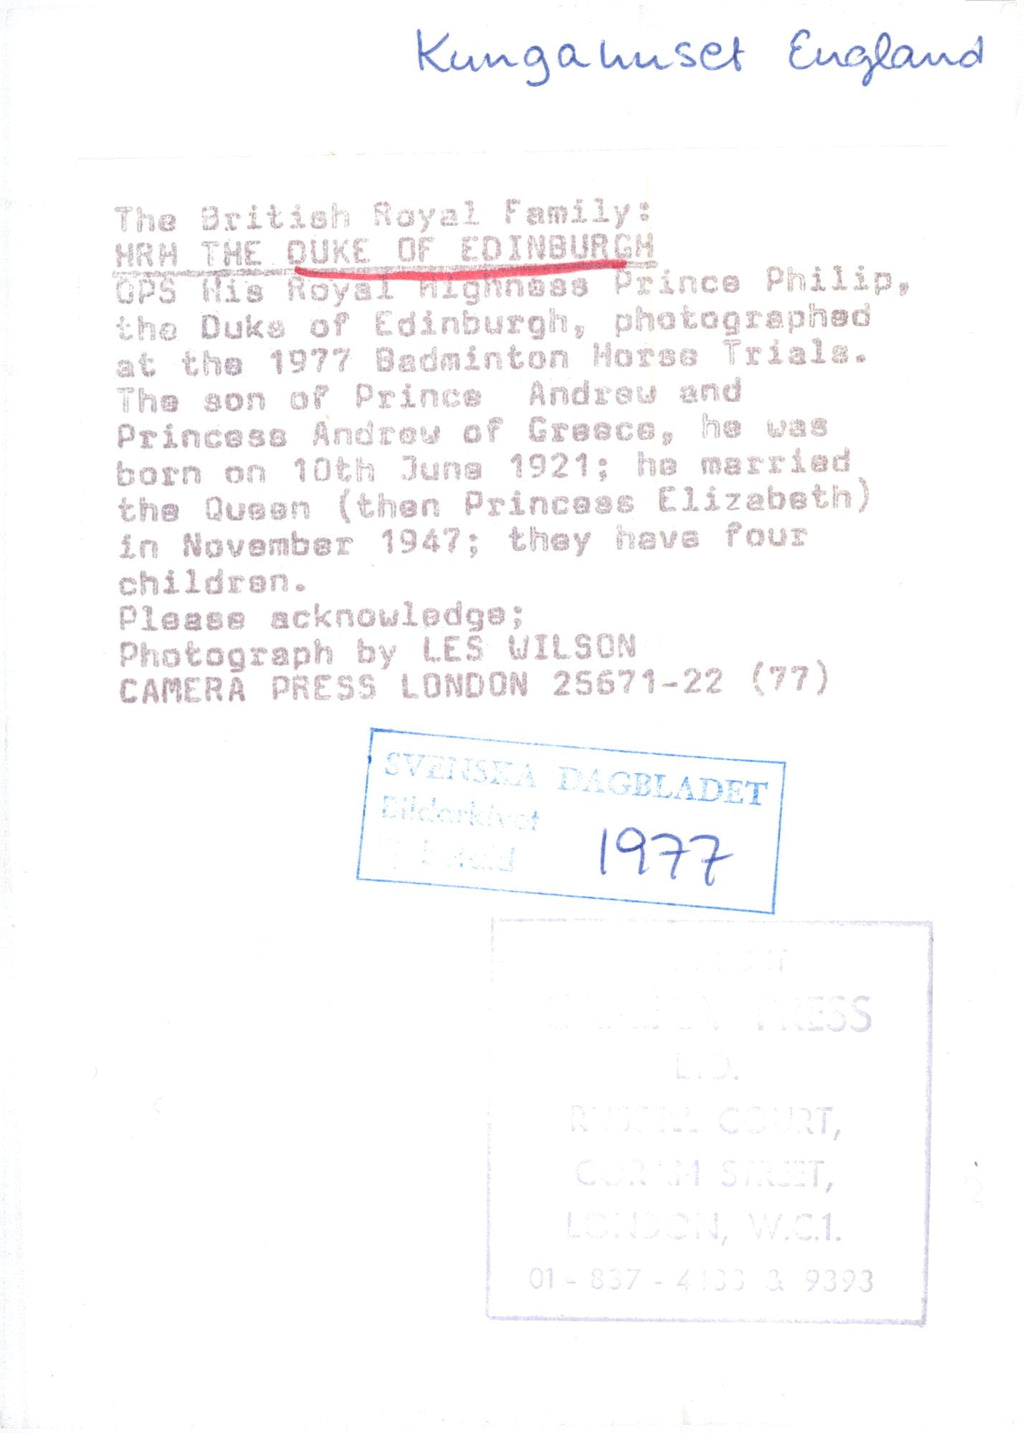 Kungahuset England
The British Royal Family:
HRH THE DUKE OF EDINBURGH
OPS His Royal Highness Prince Philip,
the Duke of Edinburgh, photographed
at the 1977 Badminton Horse Trials.
The son of Prince Andrew and
Princess Andrew of Greece, he was
born on 10th June 1921; he married
the Queen (then Princess Elizabeth)
in November 1947; they have four
children.
Please acknowledge;
Photograph by LES WILSON
CAMERA PRESS LONDON 25671-22 (77)
SVENSKA DAGBLADET
Bildarkivet
1977
PRESS
COURT,
STREET,
LONDON, W.C.1.
01 - 837 - & 9393